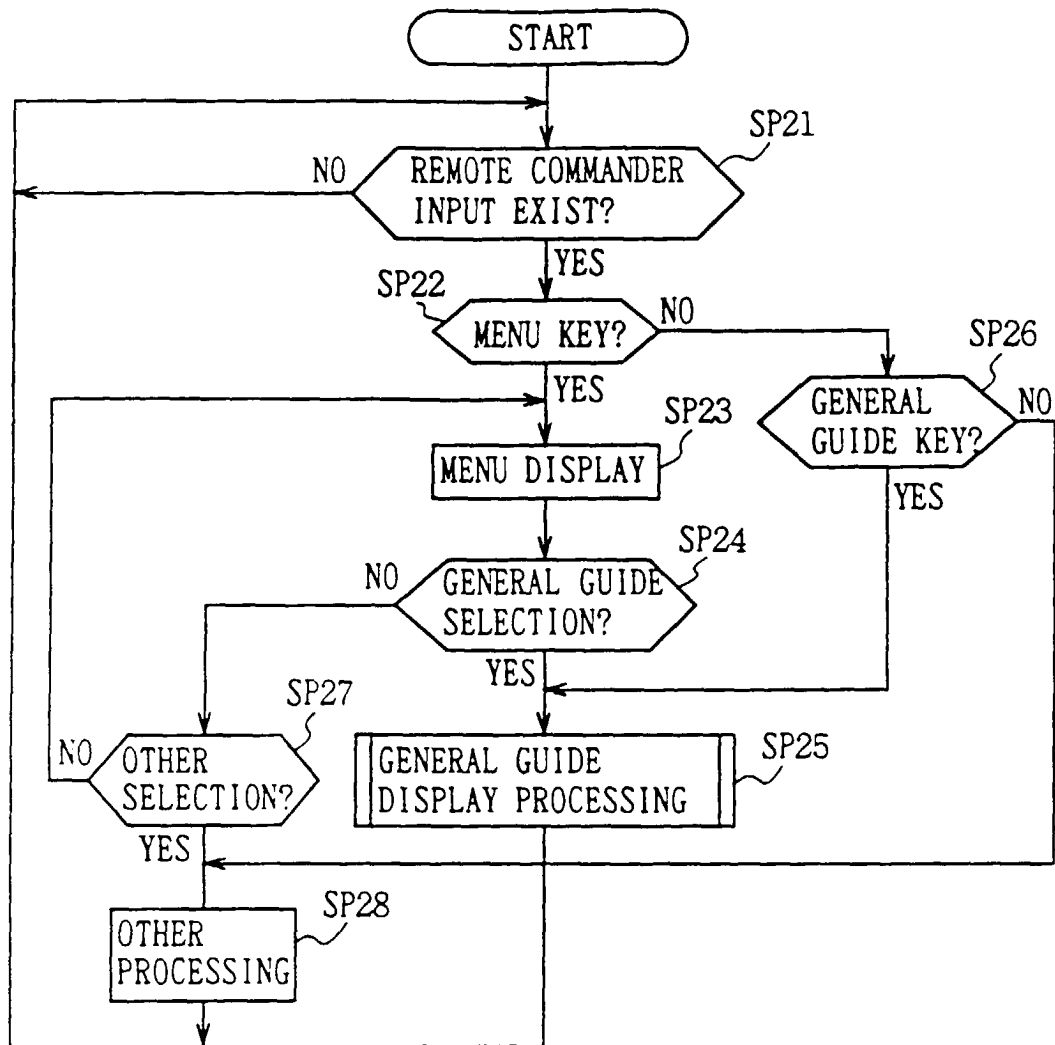 START
SP21
NO
REMOTE COMMANDER
INPUT EXIST?
YES
SP22
NO
MENU KEY?
SP26
YES
GENERAL
GUIDE KEY?
NO
SP23
MENU DISPLAY
YES
SP24
NO
GENERAL GUIDE
SELECTION?
YES
SP27
NO
OTHER
SELECTION?
SP25
GENERAL GUIDE
DISPLAY PROCESSING
YES
SP28
OTHER
PROCESSING